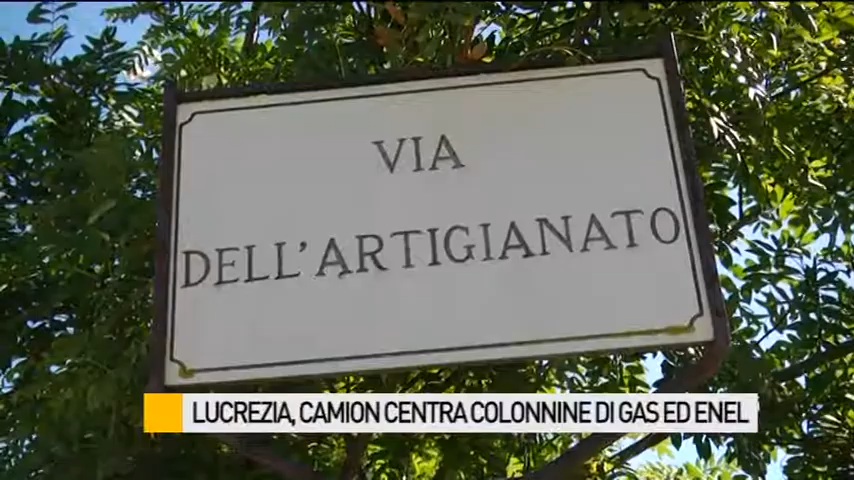 VIA
DELL'ARTIGIANATO
LUCREZIA, CAMION CENTRA COLONNINE DI GAS ED ENEL